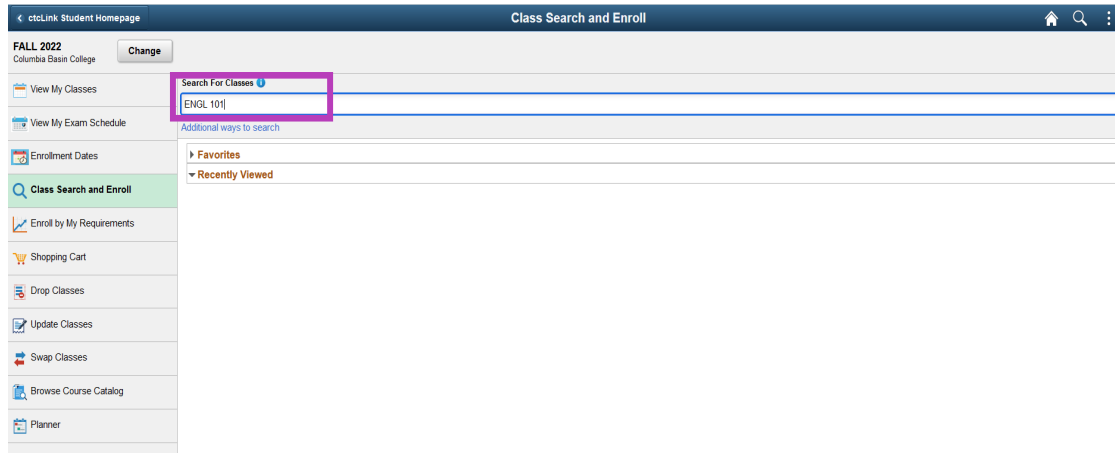 ctcLink Student Homepage
Class Search and Enroll
FALL 2022
Columbia Basin College
Change
View My Classes
View My Exam Schedule
Enrollment Dates
Class Search and Enroll
Enroll by My Requirements
Shopping Cart
Drop Classes
Update Classes
Swap Classes
Browse Course Catalog
Planner
Search For Classes
ENGL 101
Additional ways to search
Favorites
Recently Viewed